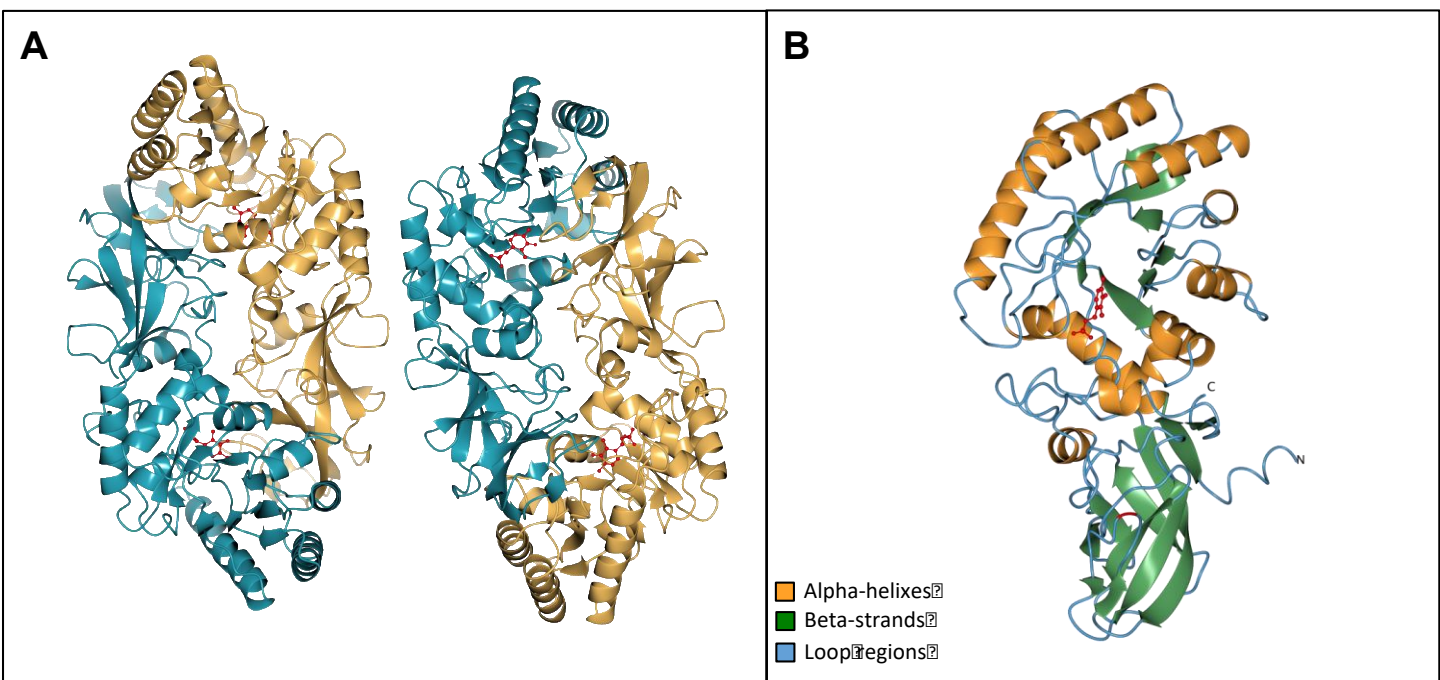 A
B
C
N
Alpha-helixes⍰
Beta-strands⍰
Loop⍰regions⍰